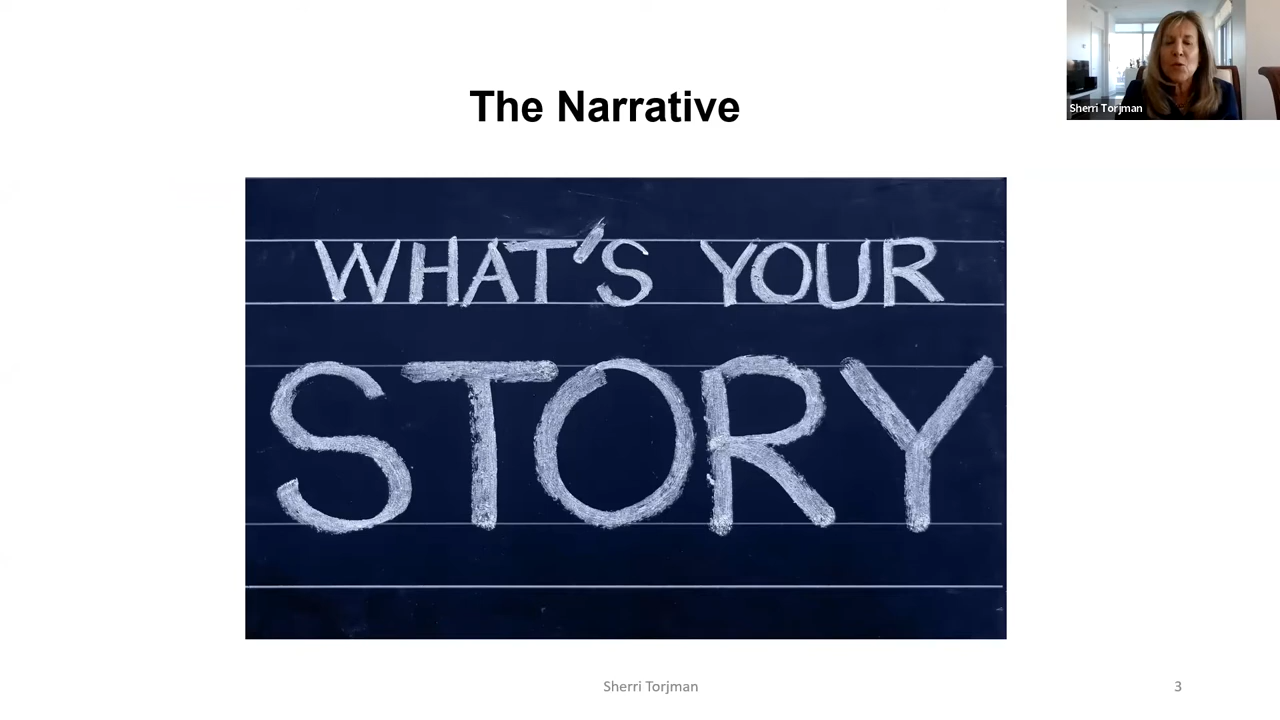 Sherri Torjman
The Narrative
WHAT'S YOUR
STORY
Sherri Torjman
3